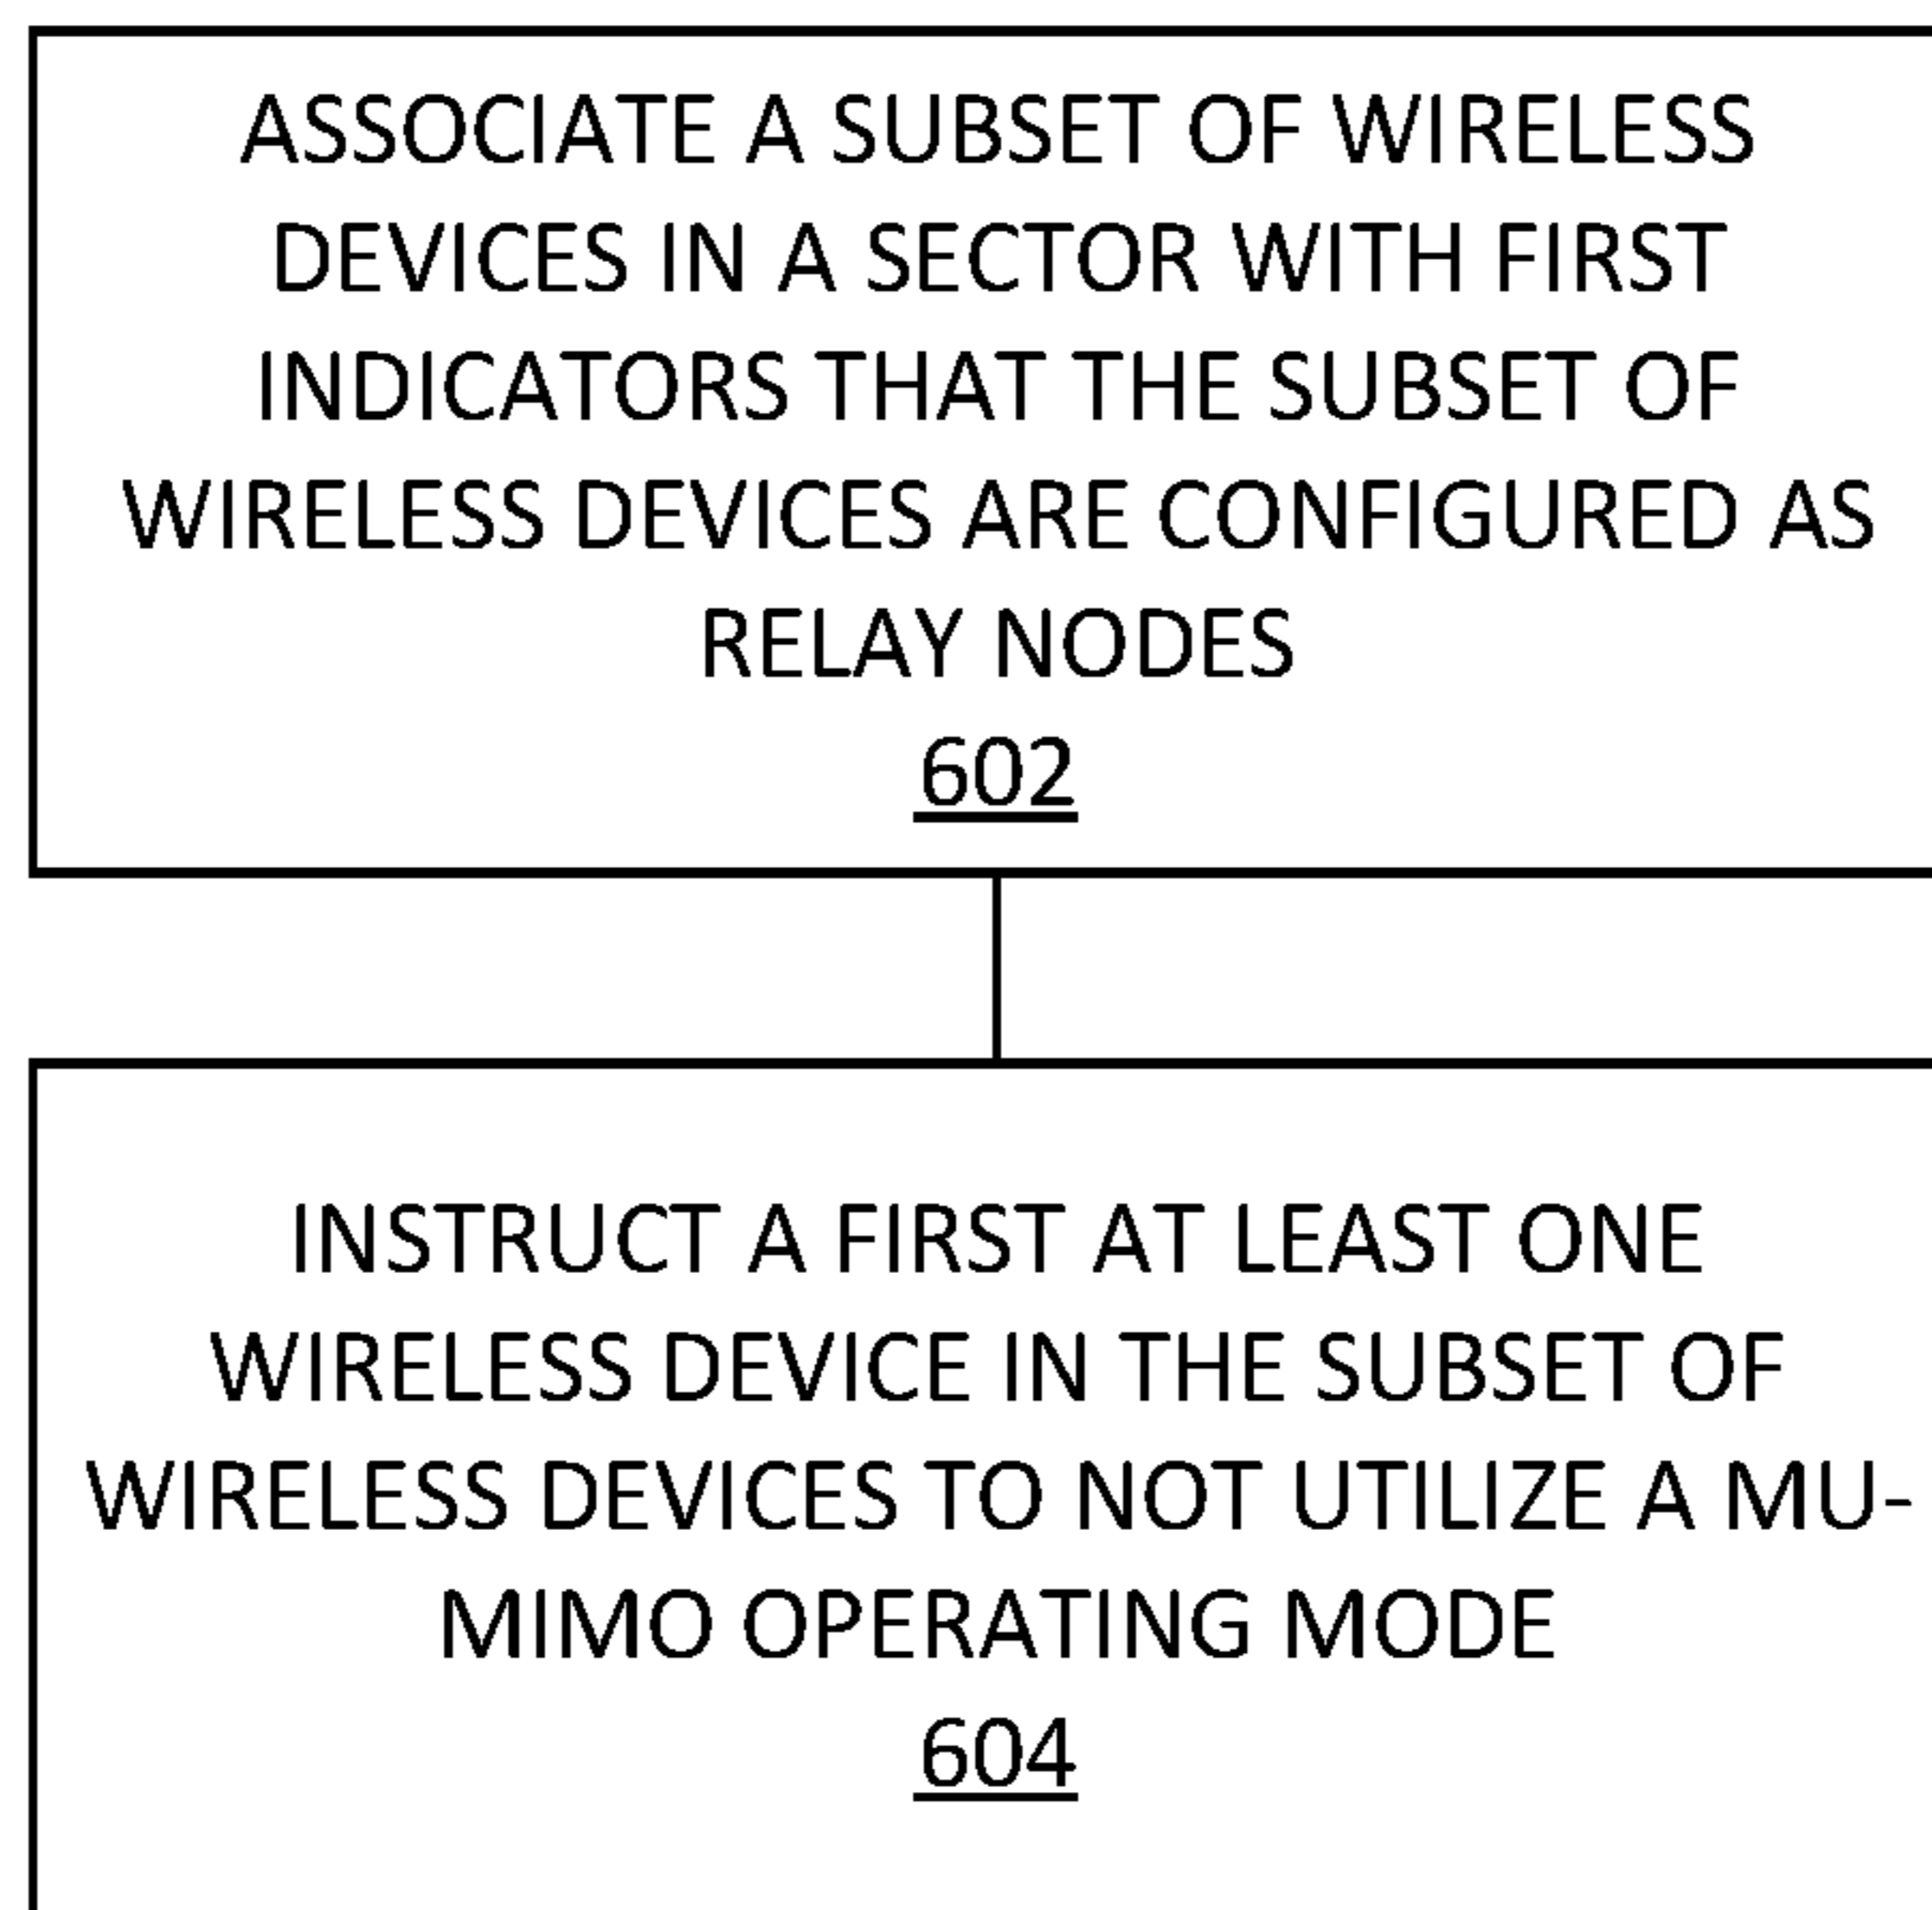 ASSOCIATE A SUBSET OF WIRELESS
DEVICES IN A SECTOR WITH FIRST
INDICATORS THAT THE SUBSET OF
WIRELESS DEVICES ARE CONFIGURED AS
RELAY NODES
602
INSTRUCT A FIRST AT LEAST ONE
WIRELESS DEVICE IN THE SUBSET OF
WIRELESS DEVICES TO NOT UTILIZE A MU-
MIMO OPERATING MODE
604